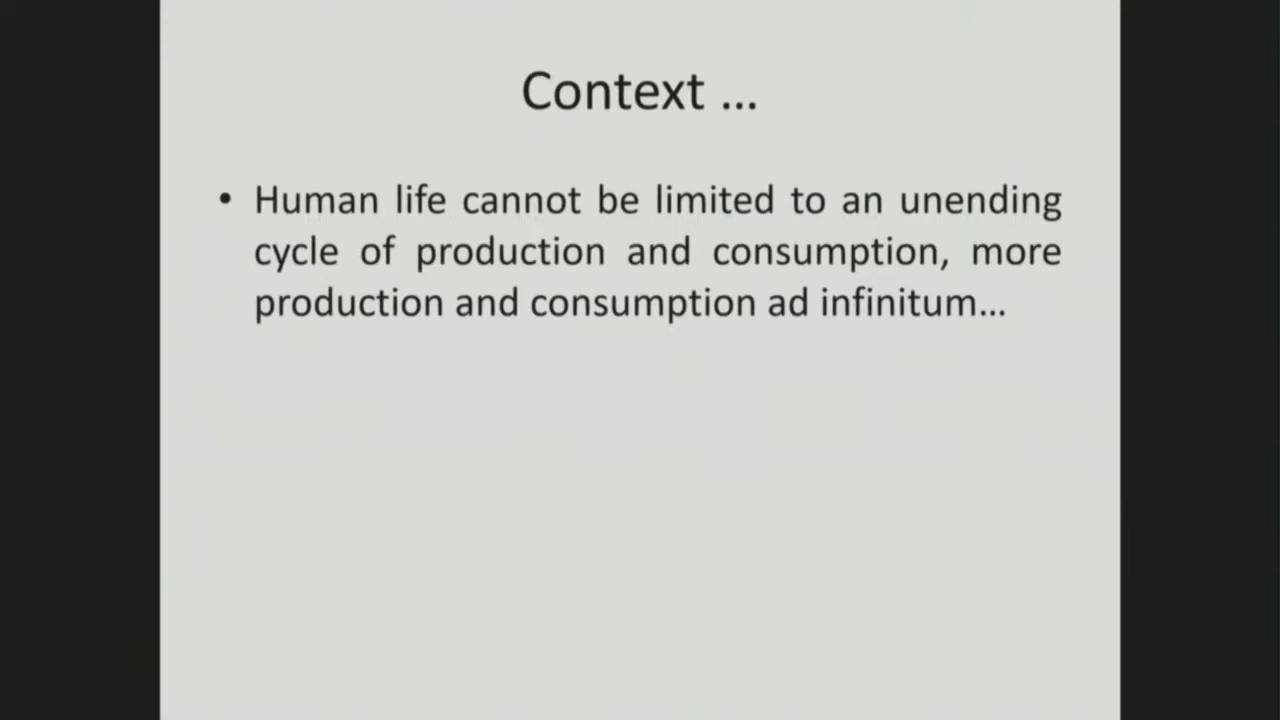 Context ...
• Human life cannot be limited to an unending
cycle of production and consumption, more
production and consumption ad infinitum...